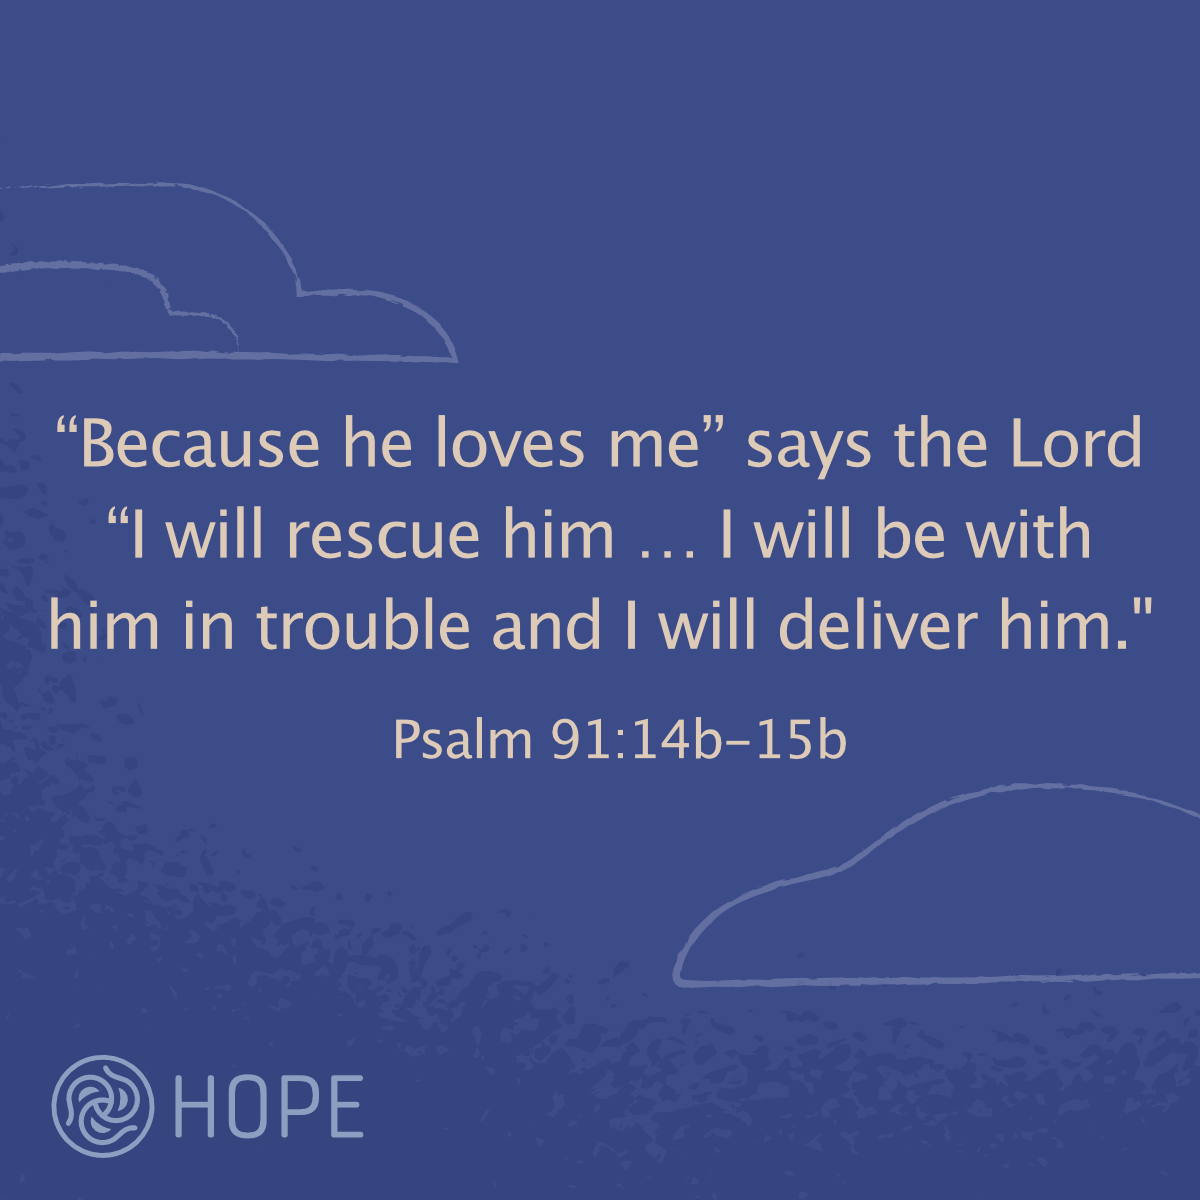 “Because he loves me” says the Lord
“I will rescue him … I will be with
him in trouble and I will deliver him."
Psalm 91:14b–15b
HOPE